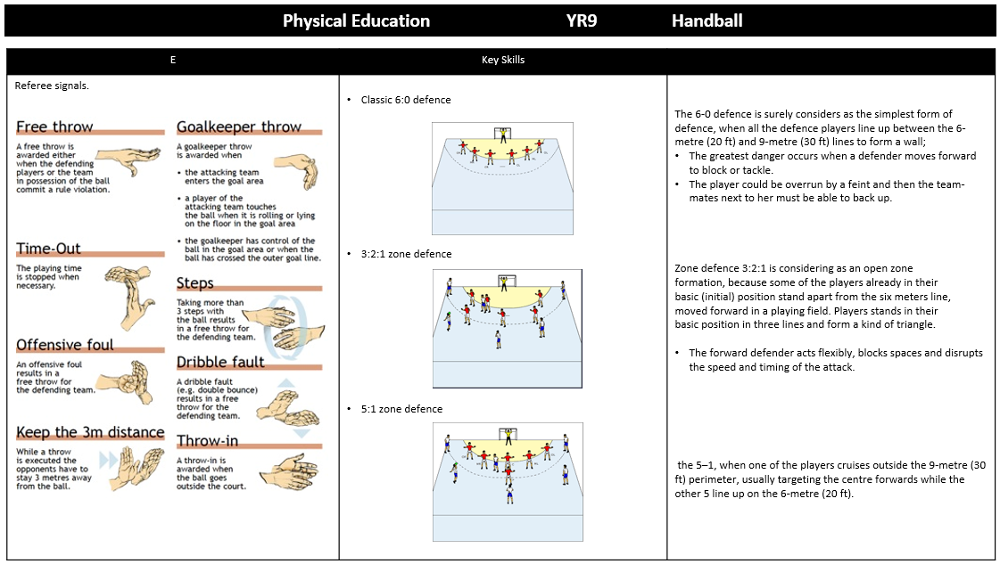 Physical Education YR9 Handball
E
Key Skills
Referee signals.
Free throw
A free throw is
awarded either
when the defending
players or the team
in possession of the ball
commit a rule violation.
Time-Out
The playing time
is stopped when
necessary.
Offensive foul
An offensive foul
results in a
free throw for
the defending team.
Keep the 3m distance
While a throw
is executed the
opponents have to
stay 3 metres away
from the ball.
Goalkeeper throw
A goalkeeper throw
is awarded when
• the attacking team
enters the goal area
• a player of the
attacking team touches
the ball when it is rolling or lying
on the floor in the goal area
• the goalkeeper has control of the
ball in the goal area or when the
ball has crossed the outer goal line.
Steps
Taking more than
3 steps with
the ball results
in a free throw for
the defending team.
Dribble fault
A dribble fault
(e.g. double bounce)
results in a free
throw for the
defending team.
Throw-in
A throw-in is
awarded when
the ball goes
outside the court.
• Classic 6:0 defence
• 3:2:1 zone defence
• 5:1 zone defence
The 6-0 defence is surely considers as the simplest form of
defence, when all the defence players line up between the 6-
metre (20 ft) and 9-metre (30 ft) lines to form a wall;
• The greatest danger occurs when a defender moves forward
to block or tackle.
• The player could be overrun by a feint and then the team-
mates next to her must be able to back up.
Zone defence 3:2:1 is considering as an open zone
formation, because some of the players already in their
basic (initial) position stand apart from the six meters line,
moved forward in a playing field. Players stands in their
basic position in three lines and form a kind of triangle.
• The forward defender acts flexibly, blocks spaces and disrupts
the speed and timing of the attack.
the 5–1, when one of the players cruises outside the 9-metre (30
ft) perimeter, usually targeting the centre forwards while the
other 5 line up on the 6-metre (20 ft).